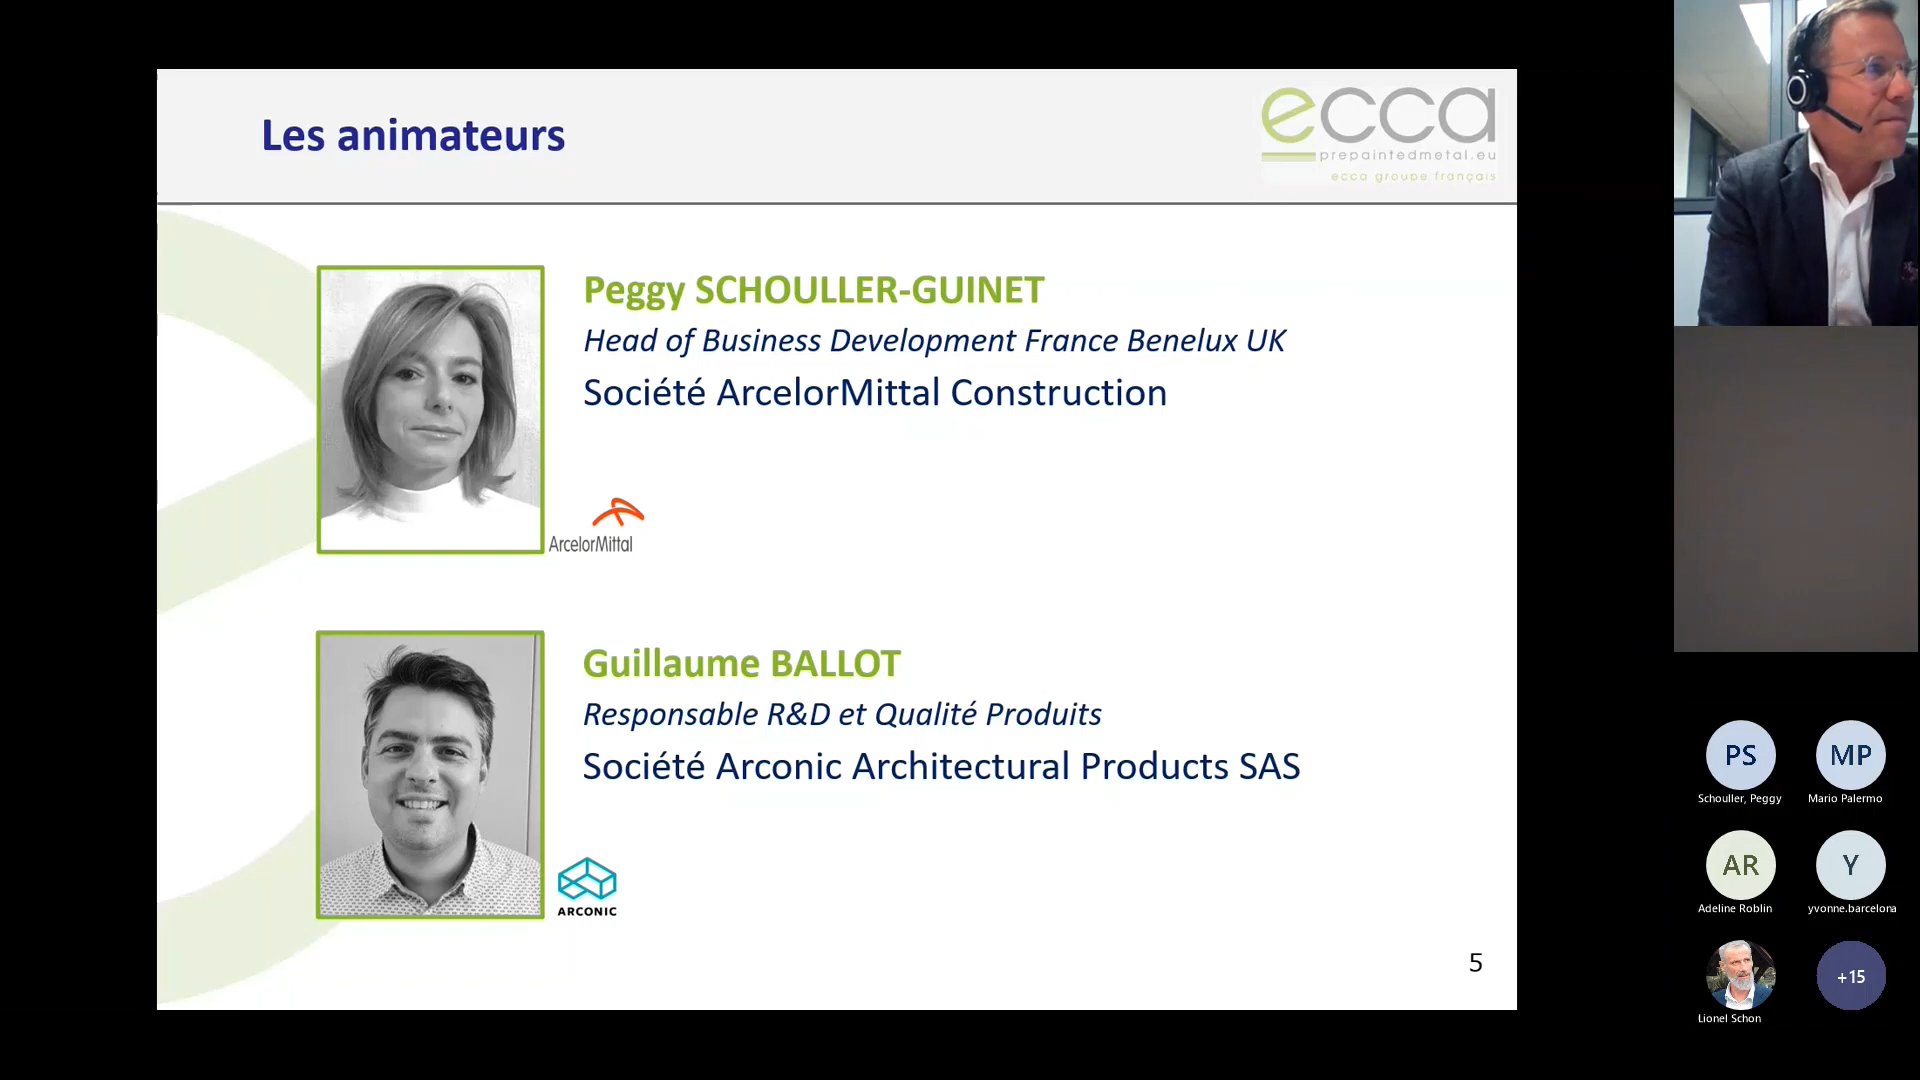 Les animateurs
ecca
prepaintedmetal.eu
ecca groupe français
Peggy SCHOULLER-GUINET
Head of Business Development France Benelux UK
Société ArcelorMittal Construction
ArcelorMittal
Guillaume BALLOT
Responsable R&D et Qualité Produits
Société Arconic Architectural Products SAS
ARCONIC
5
PS
Schouller, Peggy
MP
Mario Palermo
AR
Adeline Roblin
Y
yvonne.barcelona
Lionel Schon
+15